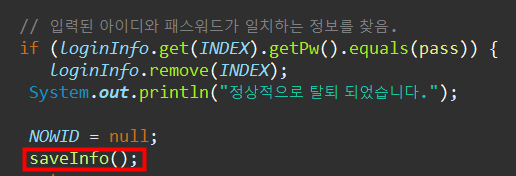 // 입력된 아이디와 패스워드가 일치하는 정보를 찾음.
if (loginInfo.get(INDEX).getPw().equals(pass)) {
loginInfo.remove(INDEX);
System.out.println("정상적으로 탈퇴 되었습니다.");
NOWID = null;
saveInfo();